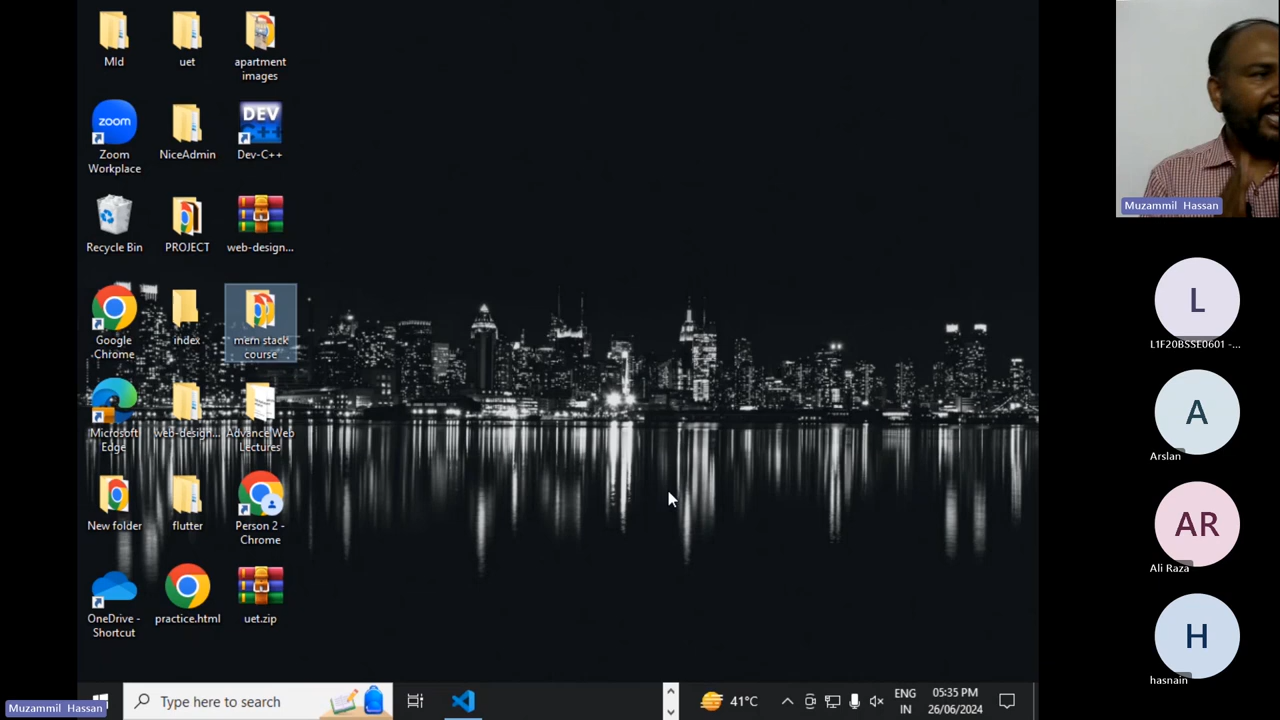 Mld
uet
apartment
images
zoom
Zoom
Workplace
NiceAdmin
DEV
C++
Dev-C++
Recycle Bin
PROJECT
web-design...
Google
Chrome
index
mern stack
course
Microsoft
Edge
web-design...
Advance Web
Lectures
New folder
flutter
Person 2 -
Chrome
OneDrive -
Shortcut
practice.html
uet.zip
Type here to search
41°C
ENG
IN
05:35 PM
26/06/2024
Muzammil Hassan
Muzammil Hassan
L
L1F20BSSE0601 -...
A
Arslan
AR
Ali Raza
H
hasnain